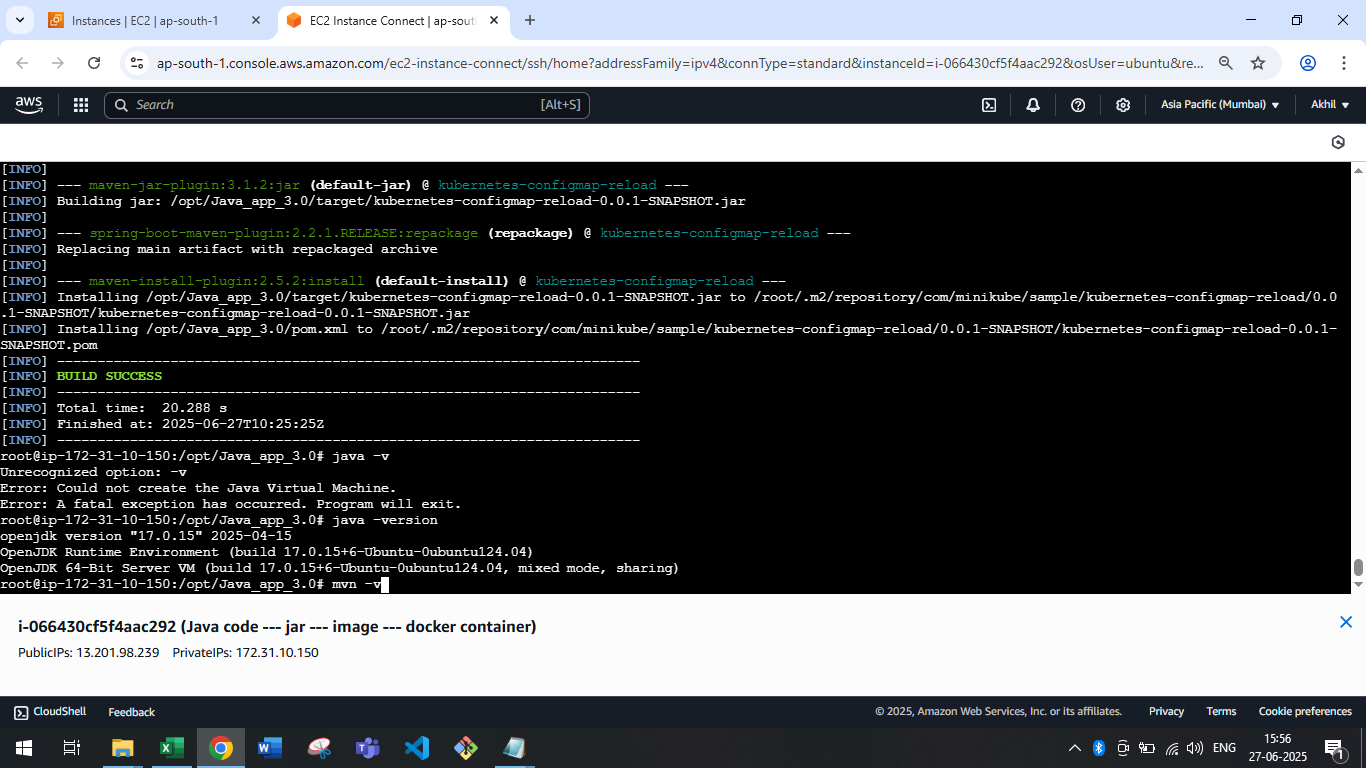 Instances | EC2 | ap-south-1
EC2 Instance Connect | ap-sout
ap-south-1.console.aws.amazon.com/ec2-instance-connect/ssh/home?addressFamily=ipv4&connType=standard&instanceId=i-066430cf5f4aac292&osUser=ubuntu&re...
aws
Search
[Alt+S]
Asia Pacific (Mumbai)
Akhil
[INFO]
[INFO] --- maven-jar-plugin:3.1.2:jar (default-jar) @ kubernetes-configmap-reload ---
[INFO] Building jar: /opt/Java_app_3.0/target/kubernetes-configmap-reload-0.0.1-SNAPSHOT.jar
[INFO]
[INFO] --- spring-boot-maven-plugin:2.2.1.RELEASE:repackage (repackage) @ kubernetes-configmap-reload ---
[INFO] Replacing main artifact with repackaged archive
[INFO]
[INFO] --- maven-install-plugin:2.5.2:install (default-install) @ kubernetes-configmap-reload ---
[INFO] Installing /opt/Java_app_3.0/target/kubernetes-configmap-reload-0.0.1-SNAPSHOT.jar to /root/.m2/repository/com/minikube/sample/kubernetes-configmap-reload/0.0
.1-SNAPSHOT/kubernetes-configmap-reload-0.0.1-SNAPSHOT.jar
[INFO] Installing /opt/Java_app_3.0/pom.xml to /root/.m2/repository/com/minikube/sample/kubernetes-configmap-reload/0.0.1-SNAPSHOT/kubernetes-configmap-reload-0.0.1-
SNAPSHOT.pom
[INFO] ------------------------------------------------------------------------
[INFO] BUILD SUCCESS
[INFO] ------------------------------------------------------------------------
[INFO] Total time:  20.288 s
[INFO] Finished at: 2025-06-27T10:25:25Z
[INFO] ------------------------------------------------------------------------
root@ip-172-31-10-150:/opt/Java_app_3.0# java -v
Unrecognized option: -v
Error: Could not create the Java Virtual Machine.
Error: A fatal exception has occurred. Program will exit.
root@ip-172-31-10-150:/opt/Java_app_3.0# java -version
openjdk version "17.0.15" 2025-04-15
OpenJDK Runtime Environment (build 17.0.15+6-Ubuntu-0ubuntu124.04)
OpenJDK 64-Bit Server VM (build 17.0.15+6-Ubuntu-0ubuntu124.04, mixed mode, sharing)
root@ip-172-31-10-150:/opt/Java_app_3.0# mvn -v
i-066430cf5f4aac292 (Java code --- jar --- image --- docker container)
PublicIPs: 13.201.98.239 PrivateIPs: 172.31.10.150
CloudShell
Feedback
© 2025, Amazon Web Services, Inc. or its affiliates.
Privacy
Terms
Cookie preferences
ENG
15:56
27-06-2025
1